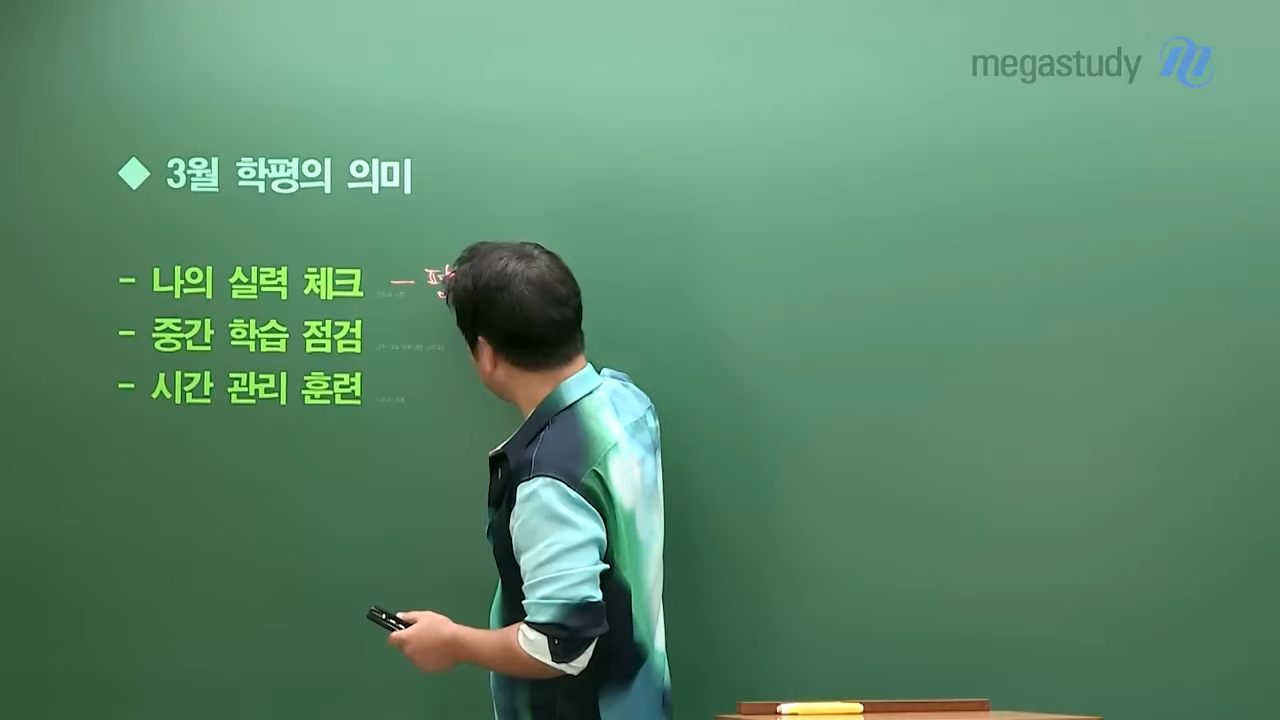 megastudy
◆ 3월 학평의 의미
- 나의 실력 체크 —
- 중간 학습 점검
- 시간 관리 훈련